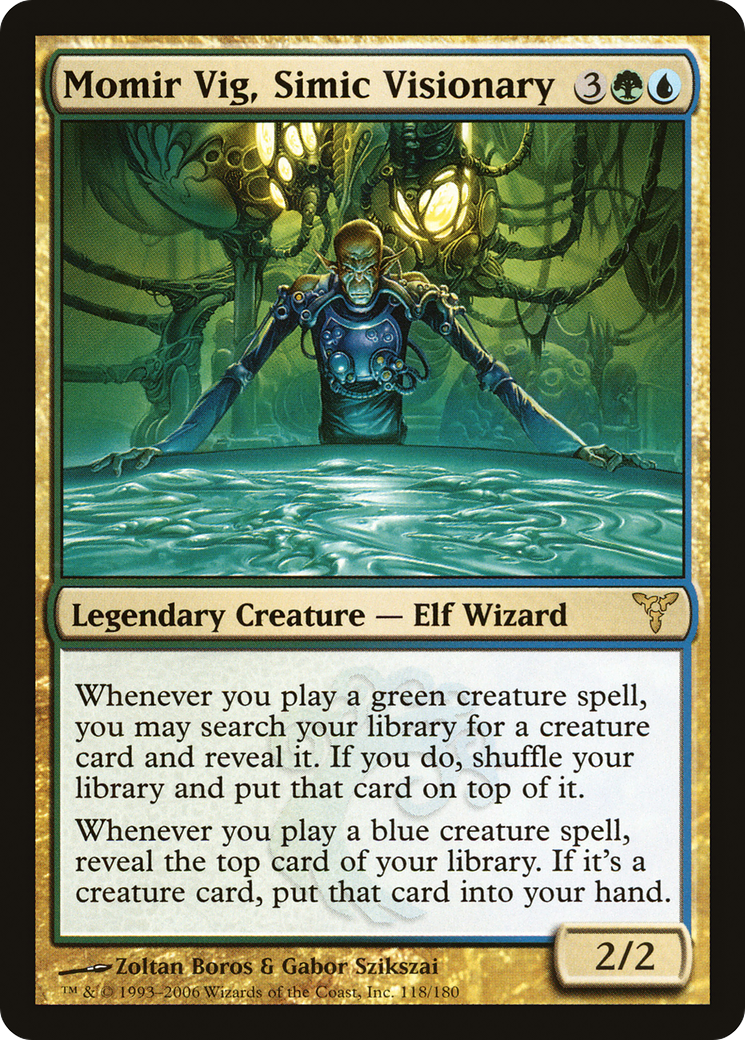 Momir Vig, Simic Visionary 3
Legendary Creature — Elf Wizard
Whenever you play a green creature spell,
you may search your library for a creature
card and reveal it. If you do, shuffle your
library and put that card on top of it.
Whenever you play a blue creature spell,
reveal the top card of your library. If it's a
creature card, put that card into your hand.
2/2
Zoltan Boros & Gabor Szikszai
™ & © 1993–2006 Wizards of the Coast, Inc. 118/180